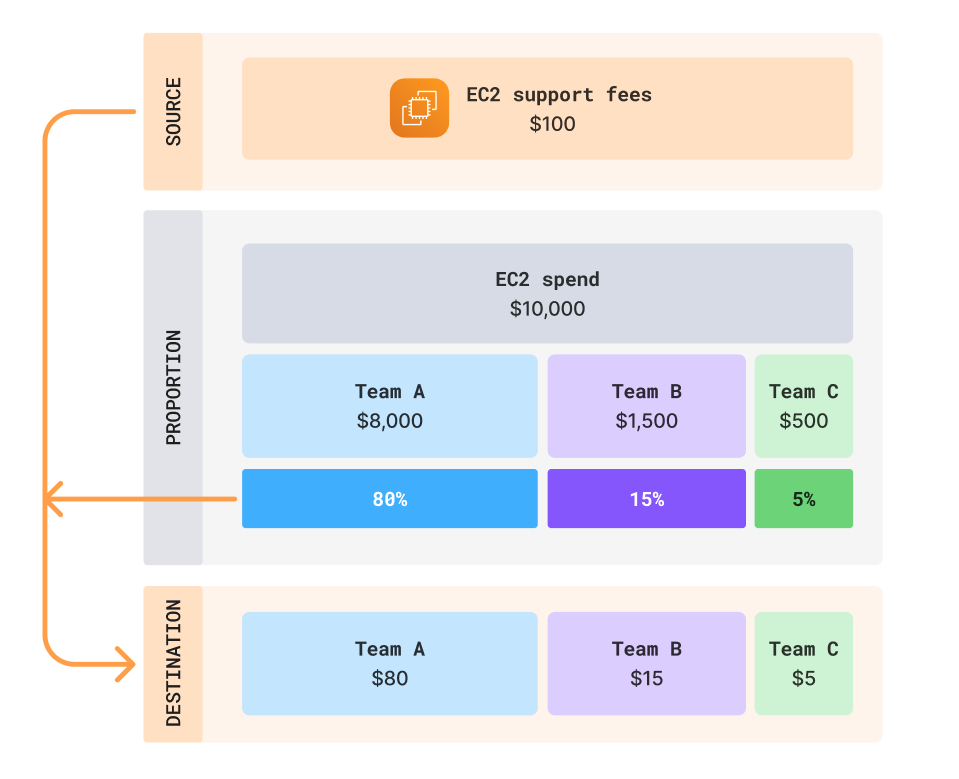 SOURCE
EC2 support fees
$100
PROPORTION
EC2 spend
$10,000
Team A
$8,000
Team B
$1,500
Team C
$500
80%
15%
5%
DESTINATION
Team A
$80
Team B
$15
Team C
$5